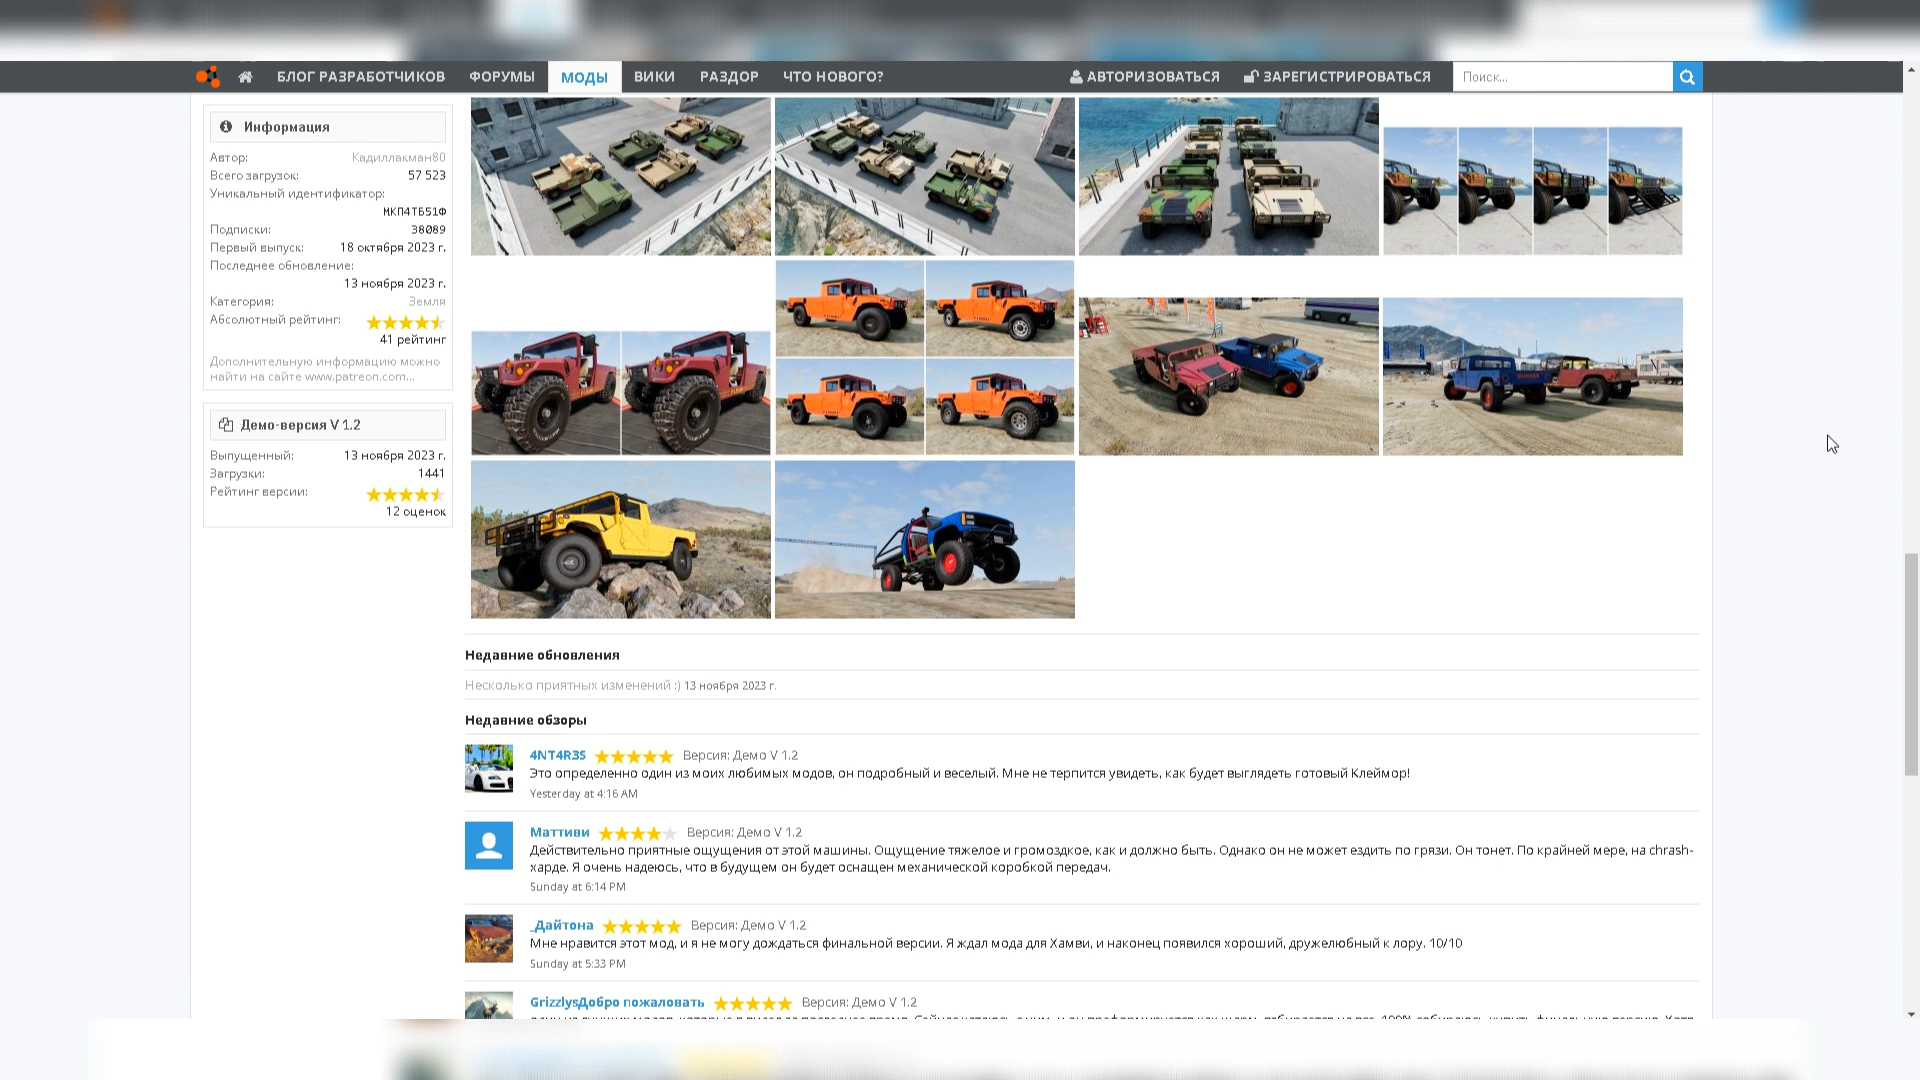 БЛОГ РАЗРАБОТЧИКОВ ФОРУМЫ МОДЫ ВИКИ РАЗДОР ЧТО НОВОГО? АВТОРИЗОВАТЬСЯ ЗАРЕГИСТРИРОВАТЬСЯ Поиск...
Информация
Автор: Кадиллакман80
Всего загрузок: 57 523
Уникальный идентификатор:
МКП4ТБ51Ф
Подписки: 38089
Первый выпуск: 18 октября 2023 г.
Последнее обновление:
13 ноября 2023 г.
Категория: Земля
Абсолютный рейтинг:
41 рейтинг
Дополнительную информацию можно
найти на сайте www.patreon.com...
Демо-версия V 1.2
Выпущенный: 13 ноября 2023 г.
Загрузки: 1441
Рейтинг версии:
12 оценок
Недавние обновления
Несколько приятных изменений :) 13 ноября 2023 г.
Недавние обзоры
4NT4R3S Версия: Демо V 1.2
Это определенно один из моих любимых модов, он подробный и веселый. Мне не терпится увидеть, как будет выглядеть готовый Клеймор!
Yesterday at 4:16 AM
Маттиви Версия: Демо V 1.2
Действительно приятные ощущения от этой машины. Ощущение тяжелое и громоздкое, как и должно быть. Однако он не может ездить по грязи. Он тонет. По крайней мере, на chrash-
харде. Я очень надеюсь, что в будущем он будет оснащен механической коробкой передач.
Sunday at 6:14 PM
_Дайтона Версия: Демо V 1.2
Мне нравится этот мод, и я не могу дождаться финальной версии. Я ждал мода для Хамви, и наконец появился хороший, дружелюбный к лору. 10/10
Sunday at 5:33 PM
GrizzlysДобро пожаловать Версия: Демо V 1.2